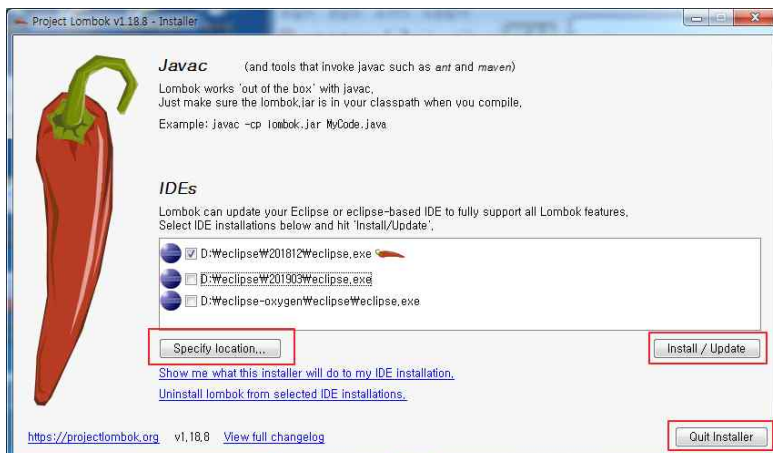 Project Lombok v1.18.8 - Installer
Javac (and tools that invoke javac such as ant and maven)
Lombok works 'out of the box' with javac.
Just make sure the lombok.jar is in your classpath when you compile.
Example: javac -cp lombok.jar MyCode.java
IDEs
Lombok can update your Eclipse or eclipse-based IDE to fully support all Lombok features.
Select IDE installations below and hit 'Install/Update'.
D:₩eclipse₩201812₩eclipse.exe
D:₩eclipse₩201903₩eclipse.exe
D:₩eclipse-oxygen₩eclipse₩eclipse.exe
Specify location...
Install / Update
Show me what this installer will do to my IDE installation.
Uninstall lombok from selected IDE installations.
https://projectlombok.org v1.18.8 View full changelog
Quit Installer